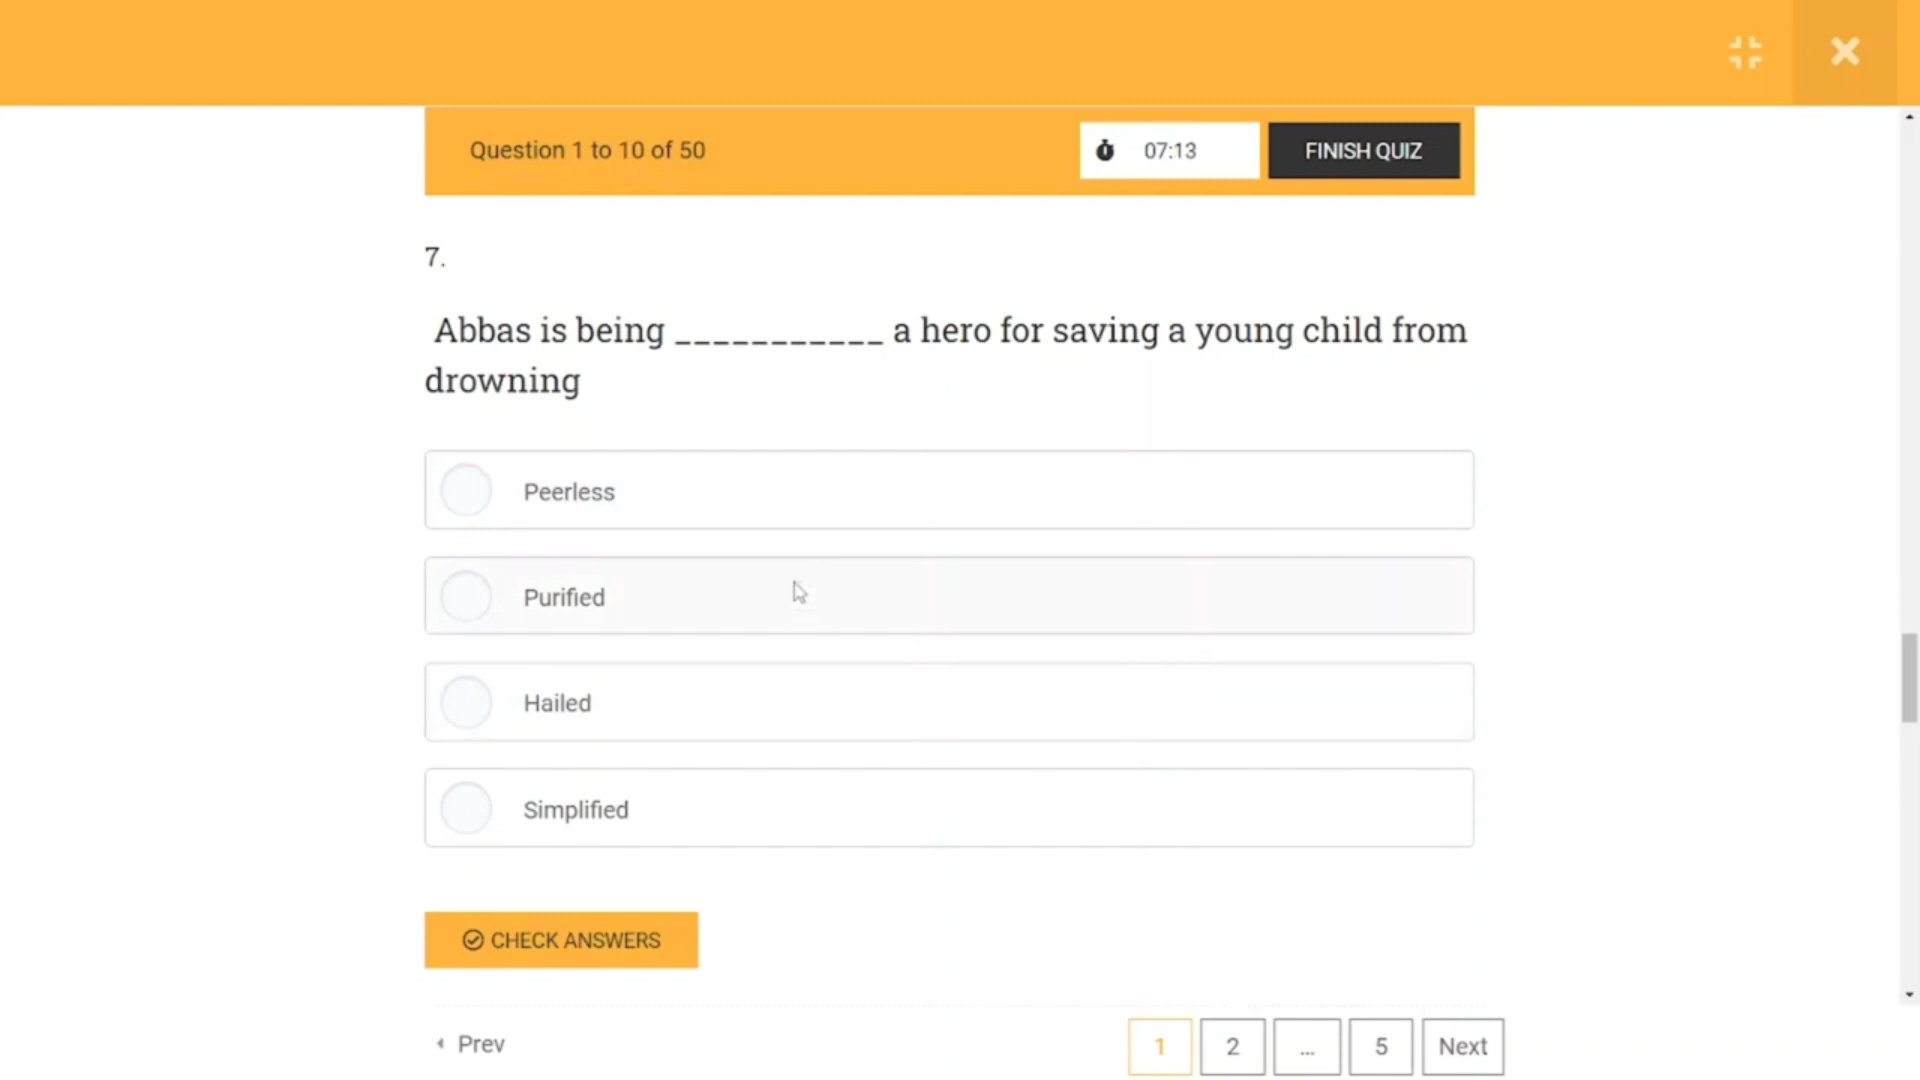 Question 1 to 10 of 50
07:13
FINISH QUIZ
7.
Abbas is being ___________ a hero for saving a young child from
drowning
Peerless
Purified
Hailed
Simplified
CHECK ANSWERS
Prev
1
2
...
5
Next